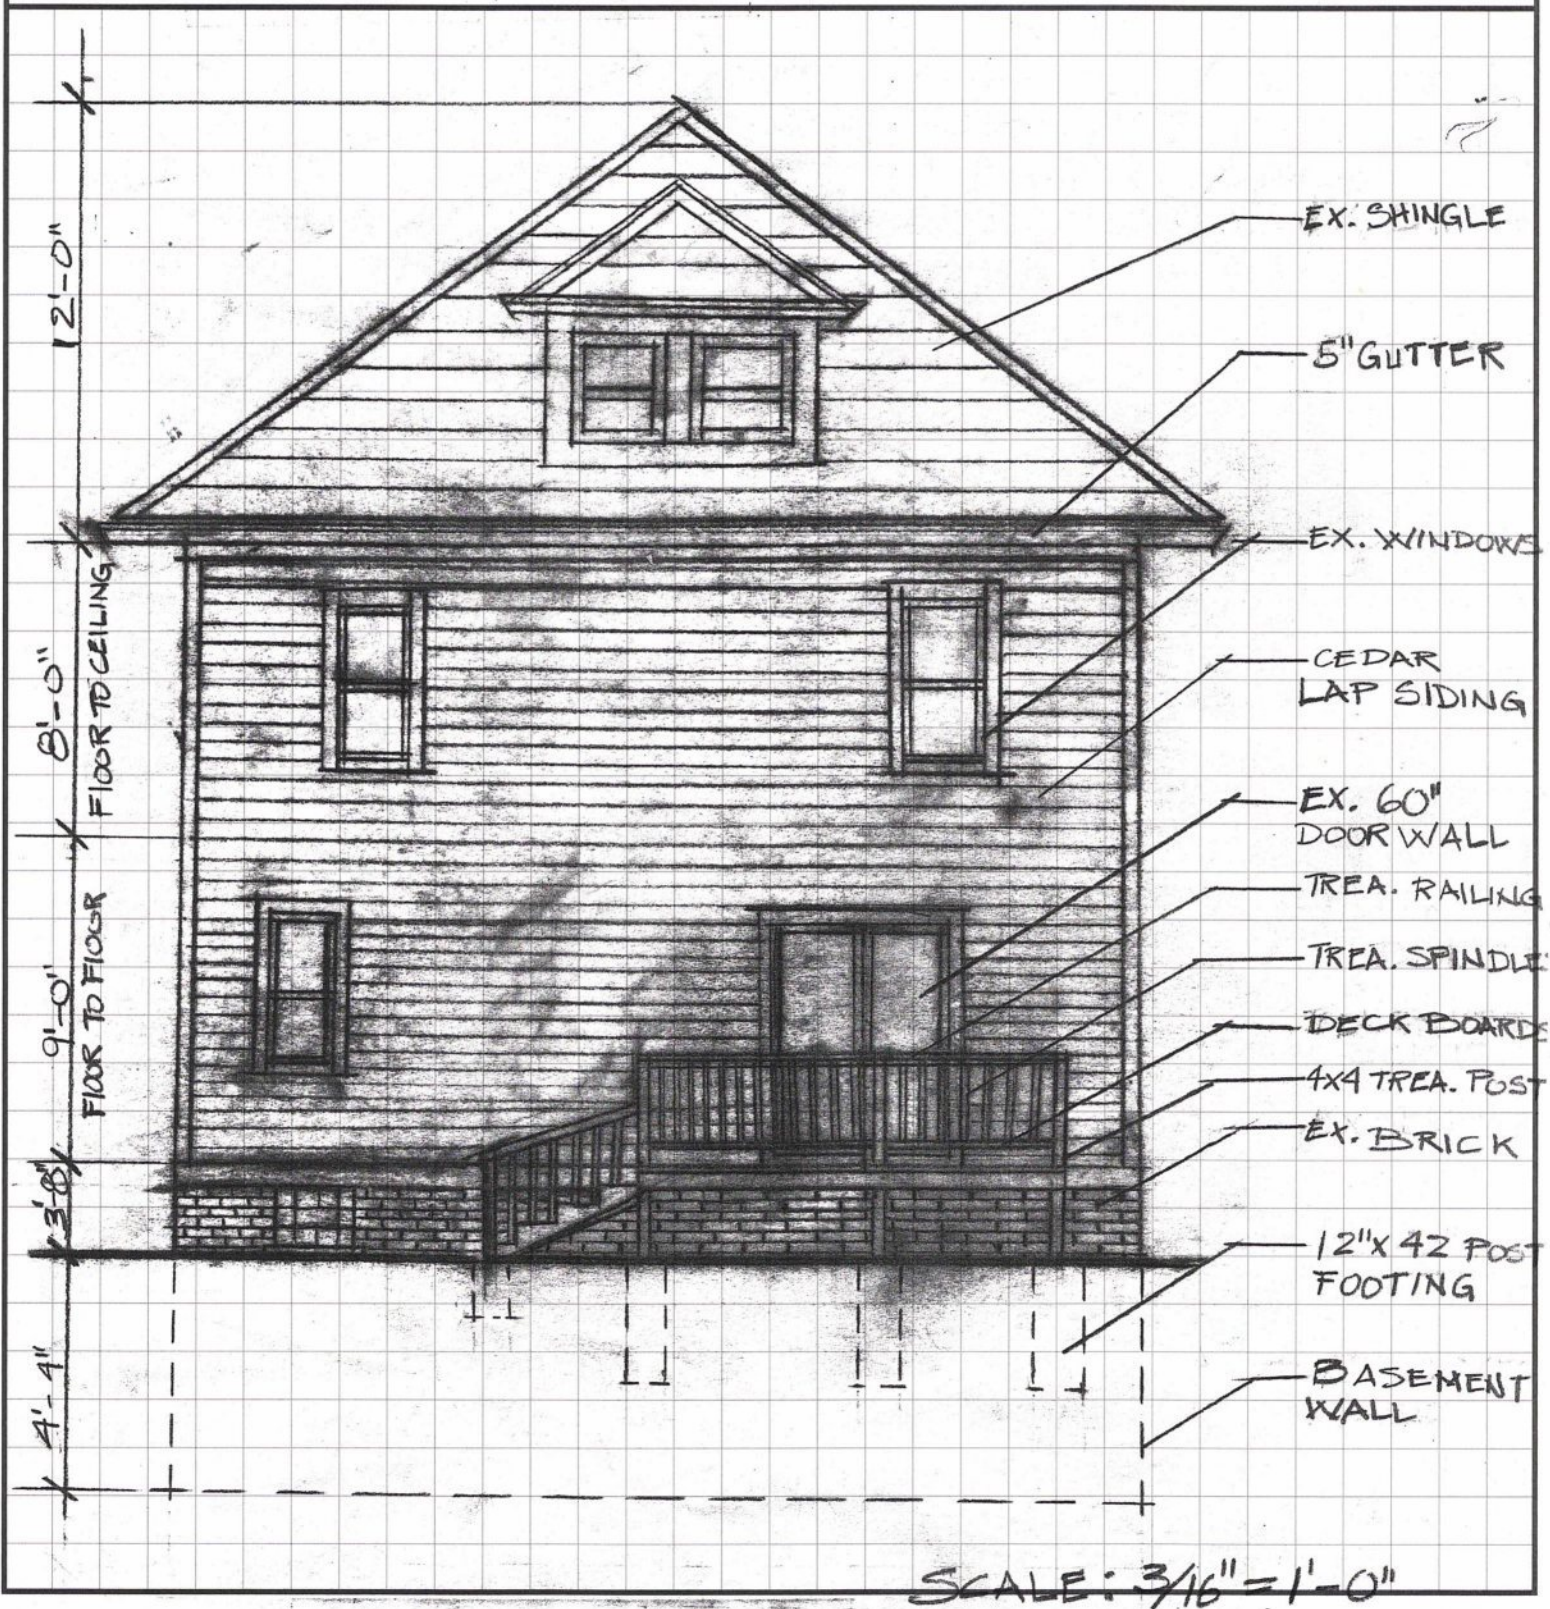 12'-0"
8'-0"
FLOOR TO CEILING
9'-0"
FLOOR TO FLOOR
3'-8"
4'-4"
EX. SHINGLE
5" GUTTER
EX. WINDOWS
CEDAR
LAP SIDING
EX. 60"
DOOR WALL
TREA. RAILING
TREA. SPINDLE
DECK BOARDS
4x4 TREA. POST
EX. BRICK
12"x 42 POST
FOOTING
BASEMENT
WALL
SCALE: 3/16" = 1'-0"